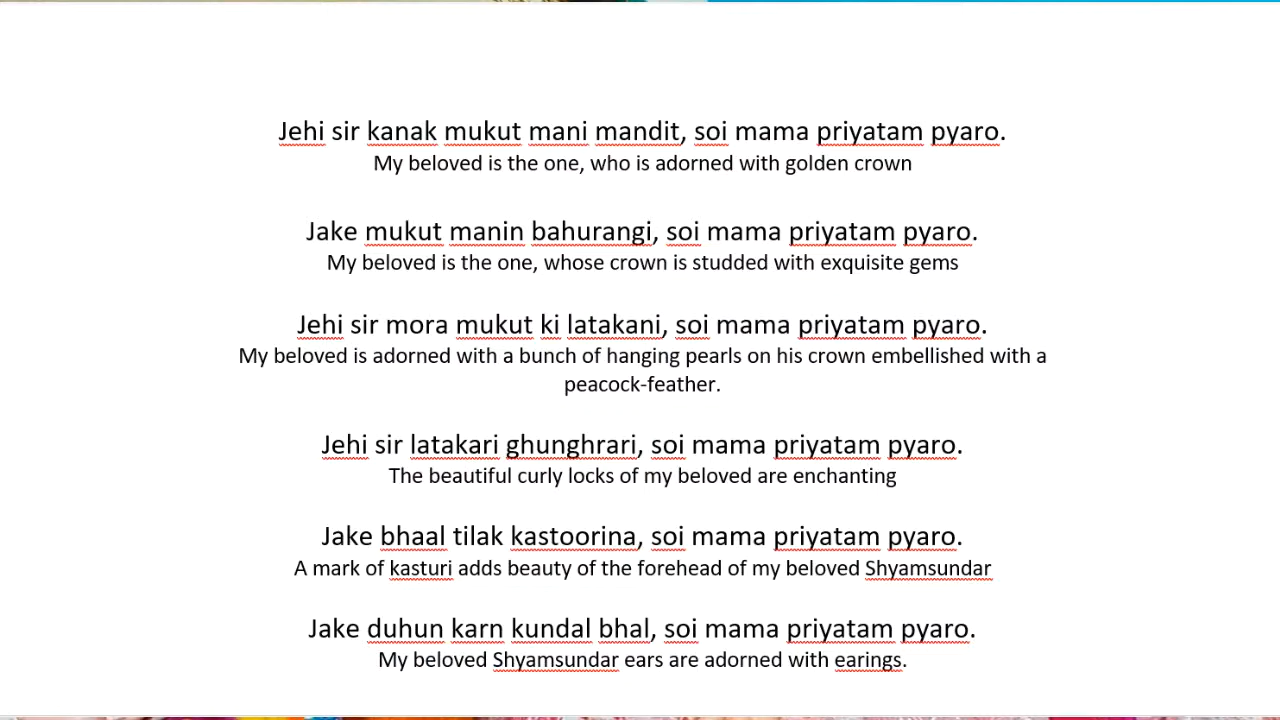 Jehi sir kanak mukut mani mandit, soi mama priyatam pyaro.
My beloved is the one, who is adorned with golden crown
Jake mukut manin bahurangi, soi mama priyatam pyaro.
My beloved is the one, whose crown is studded with exquisite gems
Jehi sir mora mukut ki latakani, soi mama priyatam pyaro.
My beloved is adorned with a bunch of hanging pearls on his crown embellished with a
peacock-feather.
Jehi sir latakari ghunghrari, soi mama priyatam pyaro.
The beautiful curly locks of my beloved are enchanting
Jake bhaal tilak kastoorina, soi mama priyatam pyaro.
A mark of kasturi adds beauty of the forehead of my beloved Shyamsundar
Jake duhun karn kundal bhal, soi mama priyatam pyaro.
My beloved Shyamsundar ears are adorned with earings.